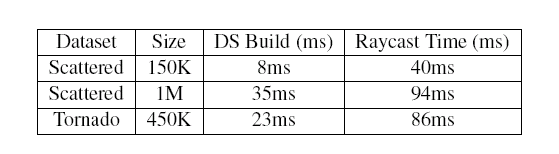 Dataset Size DS Build (ms) Raycast Time (ms)
Scattered 150K 8ms 40ms
Scattered 1M 35ms 94ms
Tornado 450K 23ms 86ms